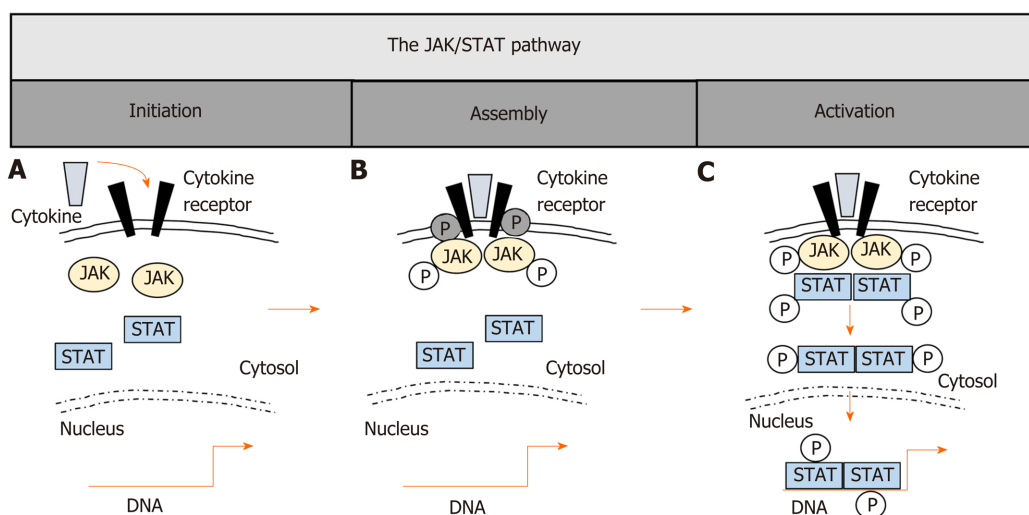 The JAK/STAT pathway
Initiation
Assembly
Activation
A
Cytokine
Cytokine
receptor
JAK
JAK
STAT
STAT
Cytosol
Nucleus
DNA
B
Cytokine
receptor
P
P
JAK
JAK
P
P
STAT
STAT
Cytosol
Nucleus
DNA
C
Cytokine
receptor
JAK
JAK
P
P
STAT
STAT
P
P
P
STAT
STAT
P
Cytosol
Nucleus
P
STAT
STAT
DNA
P